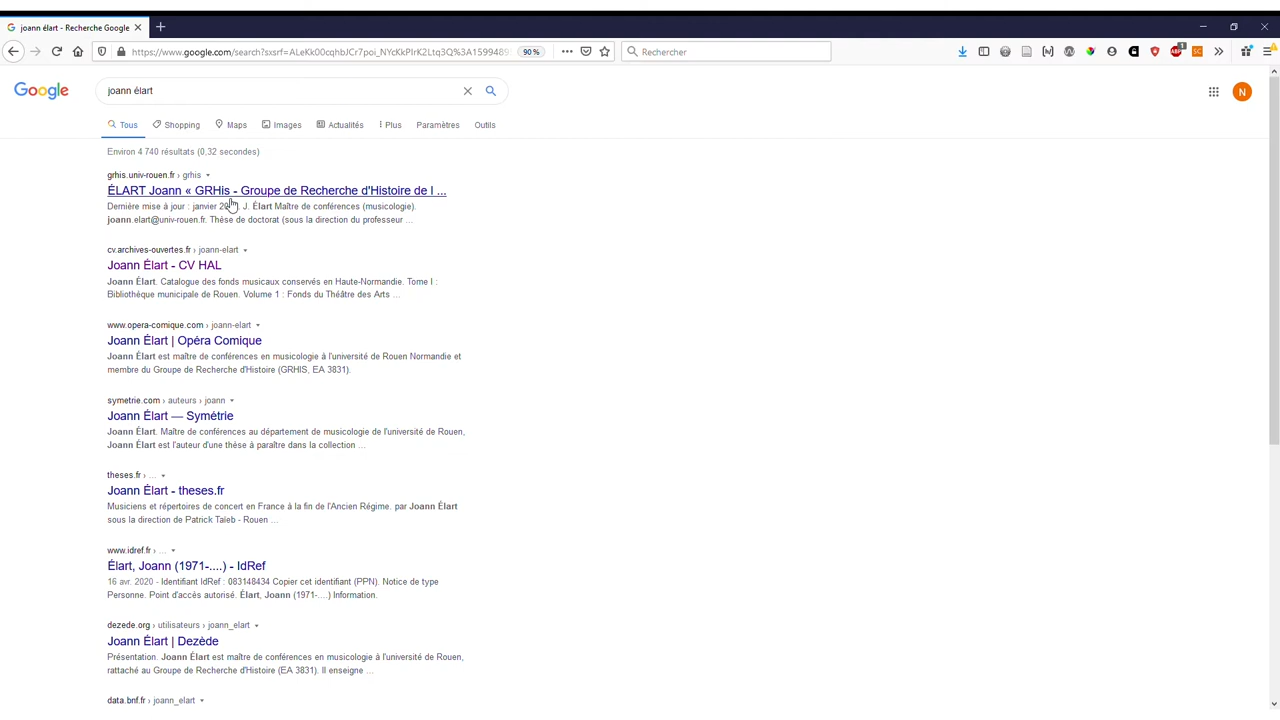 joann élart - Recherche Google
https://www.google.com/search?sxsrf=ALeKk00cqhbJCr7poi_NYcKkPIrK2Ltq3Q%3A1599489
90 %
Rechercher
Google
joann élart
N
Tous
Shopping
Maps
Images
Actualités
Plus
Paramètres
Outils
Environ 4 740 résultats (0,32 secondes)
grhis.univ-rouen.fr › grhis
ÉLART Joann « GRHis - Groupe de Recherche d'Histoire de l ...
Dernière mise à jour : janvier J. Élart Maître de conférences (musicologie).
joann.elart@univ-rouen.fr. Thèse de doctorat (sous la direction du professeur ...
cv.archives-ouvertes.fr › joann-elart
Joann Élart - CV HAL
Joann Élart. Catalogue des fonds musicaux conservés en Haute-Normandie. Tome I :
Bibliothèque municipale de Rouen. Volume 1 : Fonds du Théâtre des Arts ...
www.opera-comique.com › joann-elart
Joann Élart | Opéra Comique
Joann Élart est maître de conférences en musicologie à l'université de Rouen Normandie et
membre du Groupe de Recherche d'Histoire (GRHIS, EA 3831).
symetrie.com › auteurs › joann
Joann Élart — Symétrie
Joann Élart. Maître de conférences au département de musicologie de l'université de Rouen,
Joann Élart est l'auteur d'une thèse à paraître dans la collection ...
theses.fr › ...
Joann Élart - theses.fr
Musiciens et répertoires de concert en France à la fin de l'Ancien Régime. par Joann Élart
sous la direction de Patrick Taïeb - Rouen ...
www.idref.fr › ...
Élart, Joann (1971-....) - IdRef
16 avr. 2020 - Identifiant IdRef : 083148434 Copier cet identifiant (PPN). Notice de type
Personne. Point d'accès autorisé. Élart, Joann (1971-....) Information.
dezede.org › utilisateurs › joann_elart
Joann Élart | Dezède
Présentation. Joann Élart est maître de conférences en musicologie à l'université de Rouen,
rattaché au Groupe de Recherche d'Histoire (EA 3831). Il enseigne ...
data.bnf.fr › joann_elart